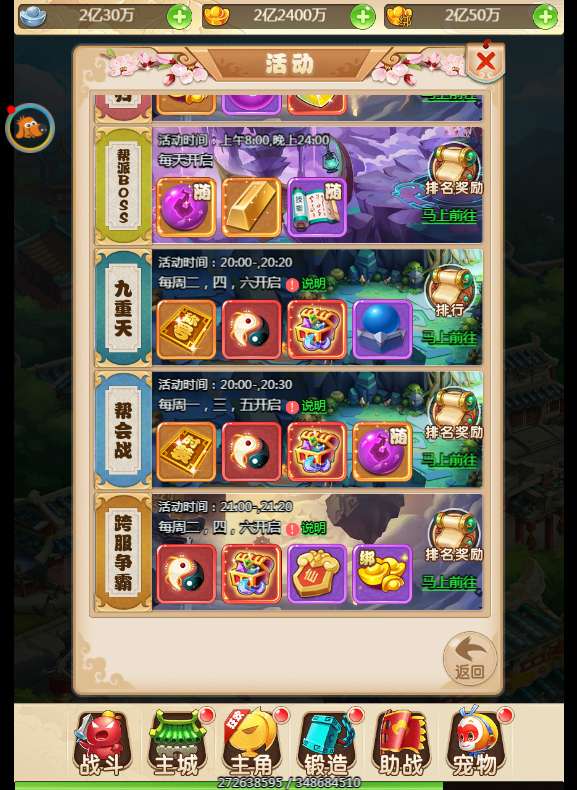 2亿30万
2亿2400万
2亿50万
活动
马上前往
帮派BOSS
活动时间：上午8:00,晚上24:00
每天开启
随
随
排名奖励
马上前往
九重天
活动时间：20:00-,20:20
每周二，四，六开启
说明
排行
马上前往
帮会战
活动时间：20:00-,20:30
每周一，三，五开启
说明
随
排名奖励
马上前往
跨服争霸
活动时间：21:00-,21:20
每周二，四，六开启
说明
仙
绑
排名奖励
马上前往
返回
战斗
主城
狂欢
主角
锻造
助战
宠物
272638595 / 348684510